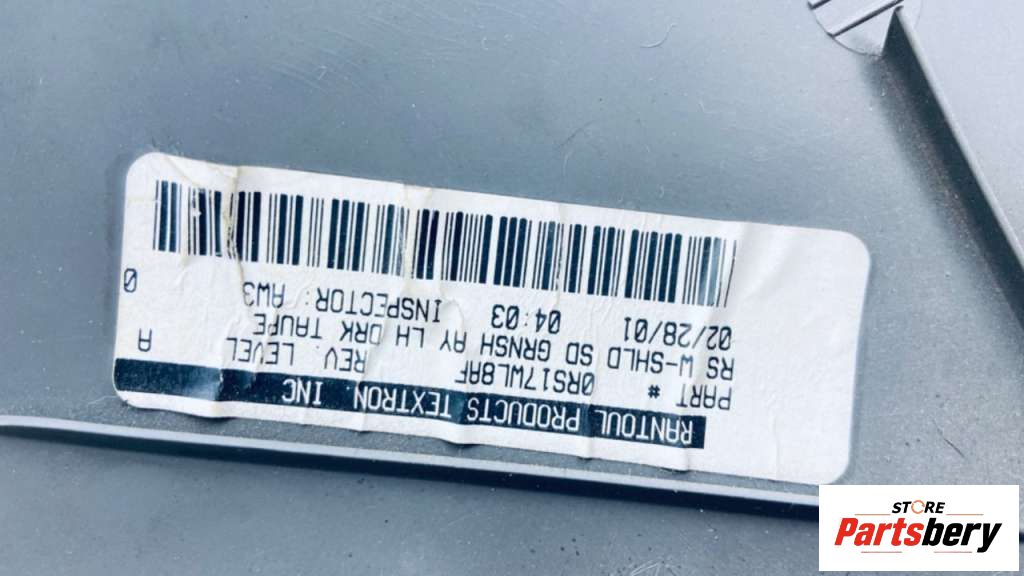 RANTOUL PRODUCTS TEXTRON INC
PART # 0RS17WL8AF REV. LEVEL A
RS W-SHLD SD GRNSH AY LH DRK TAUPE
02/28/01 04:03 INSPECTOR: AW3 0
STORE
Partsbery